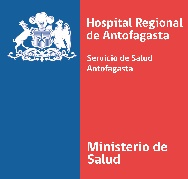 Hospital Regional
de Antofagasta
Servicio de Salud
Antofagasta
Ministerio de
Salud